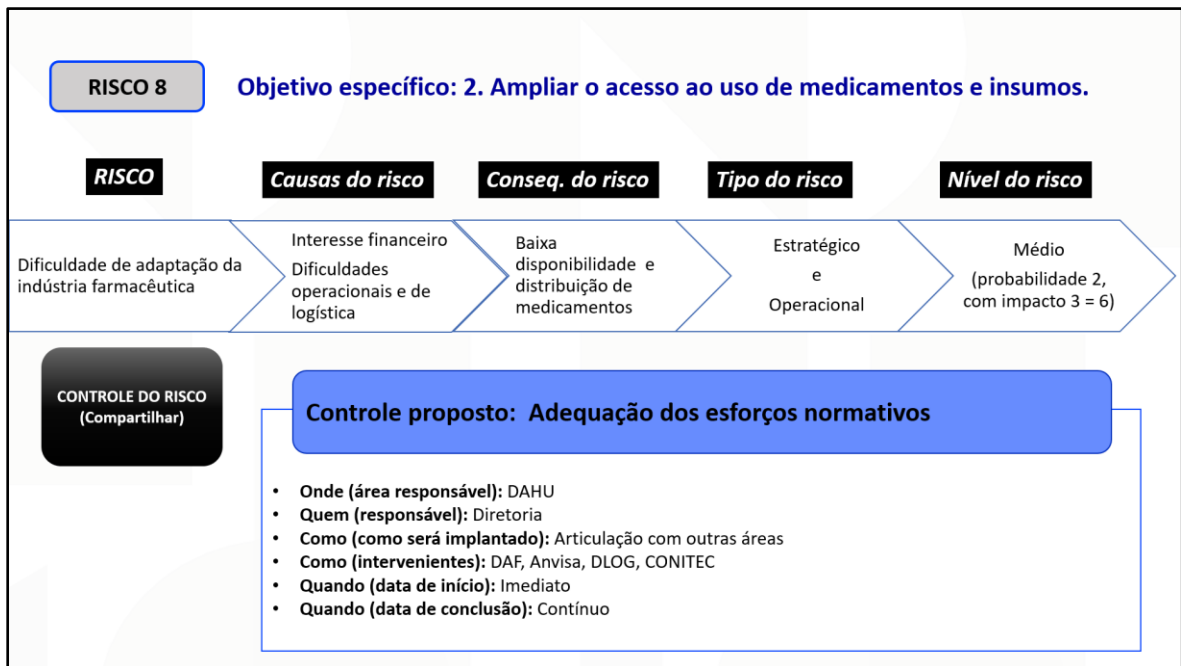 RISCO 8
Objetivo específico: 2. Ampliar o acesso ao uso de medicamentos e insumos.
RISCO
Causas do risco
Conseq. do risco
Tipo do risco
Nível do risco
Dificuldade de adaptação da
indústria farmacêutica
Interesse financeiro
Dificuldades
operacionais e de
logística
Baixa
disponibilidade e
distribuição de
medicamentos
Estratégico
e
Operacional
Médio
(probabilidade 2,
com impacto 3 = 6)
CONTROLE DO RISCO
(Compartilhar)
Controle proposto: Adequação dos esforços normativos
• Onde (área responsável): DAHU
• Quem (responsável): Diretoria
• Como (como será implantado): Articulação com outras áreas
• Como (intervenientes): DAF, Anvisa, DLOG, CONITEC
• Quando (data de início): Imediato
• Quando (data de conclusão): Contínuo